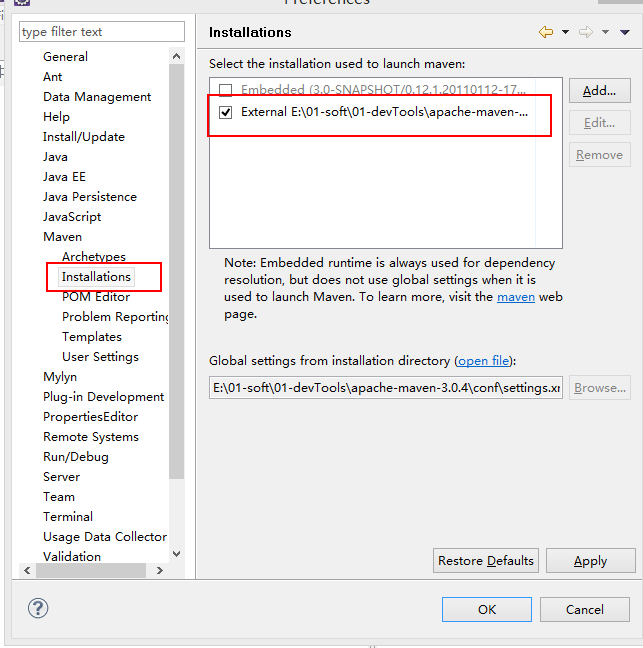 Preferences
type filter text
General
Ant
Data Management
Help
Install/Update
Java
Java EE
Java Persistence
JavaScript
Maven
Archetypes
Installations
POM Editor
Problem Reporting
Templates
User Settings
Mylyn
Plug-in Development
PropertiesEditor
Remote Systems
Run/Debug
Server
Team
Terminal
Usage Data Collector
Validation
Installations
Select the installation used to launch maven:
Embedded (3.0-SNAPSHOT/0.12.1.20110112-17...
External E:\01-soft\01-devTools\apache-maven-...
Add...
Edit...
Remove
Note: Embedded runtime is always used for dependency
resolution, but does not use global settings when it is
used to launch Maven. To learn more, visit the maven web
page.
Global settings from installation directory (open file):
E:\01-soft\01-devTools\apache-maven-3.0.4\conf\settings.xm
Browse...
Restore Defaults
Apply
OK
Cancel